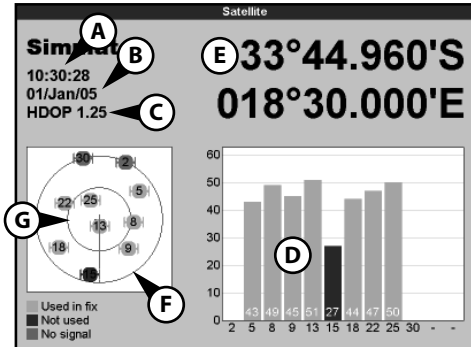 Satellite
A
B
C
E
10:30:28
01/Jan/05
HDOP 1.25
33°44.960'S
018°30.000'E
30
2
5
22
25
G
13
8
18
9
F
Used in fix
Not used
No signal
60
50
40
30
20
10
0
D
43 49 45 51 27 44 47 50
2 5 8 9 13 15 18 22 25 30 - -